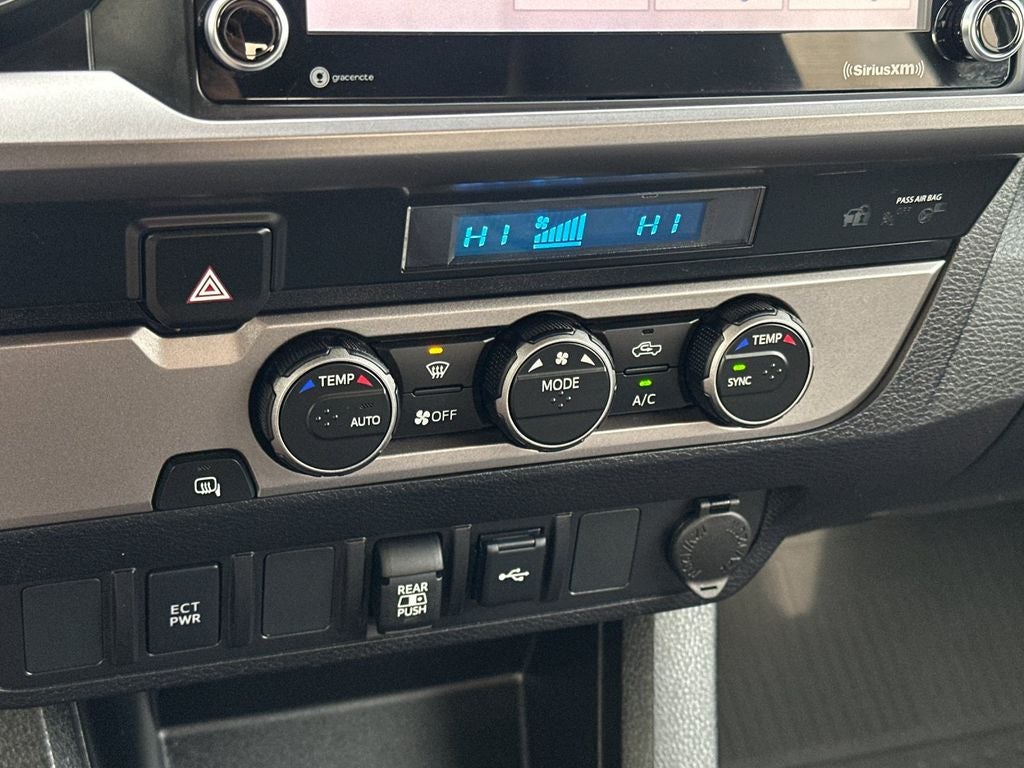 gracenote
((SiriusXM))
PASS AIR BAG
HI HI
TEMP
AUTO
OFF
MODE
A/C
TEMP
SYNC
ECT
PWR
REAR
PUSH